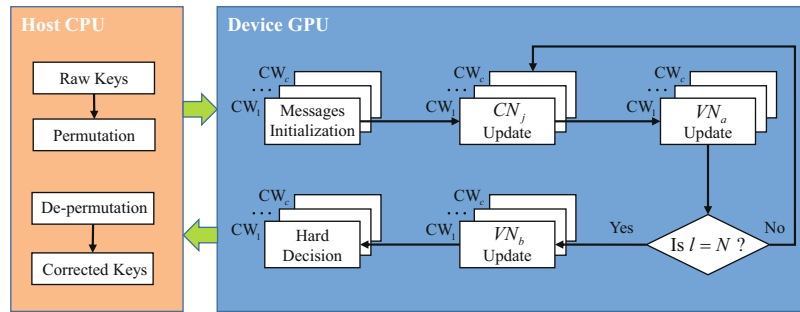 Host CPU
Raw Keys
Permutation
De-permutation
Corrected Keys
Device GPU
CW_c
...
CW_1
Messages
Initialization
CW_c
...
CW_1
CN_j
Update
CW_c
...
CW_1
VN_a
Update
Is l = N ?
No
Yes
CW_c
...
CW_1
VN_b
Update
CW_c
...
CW_1
Hard
Decision